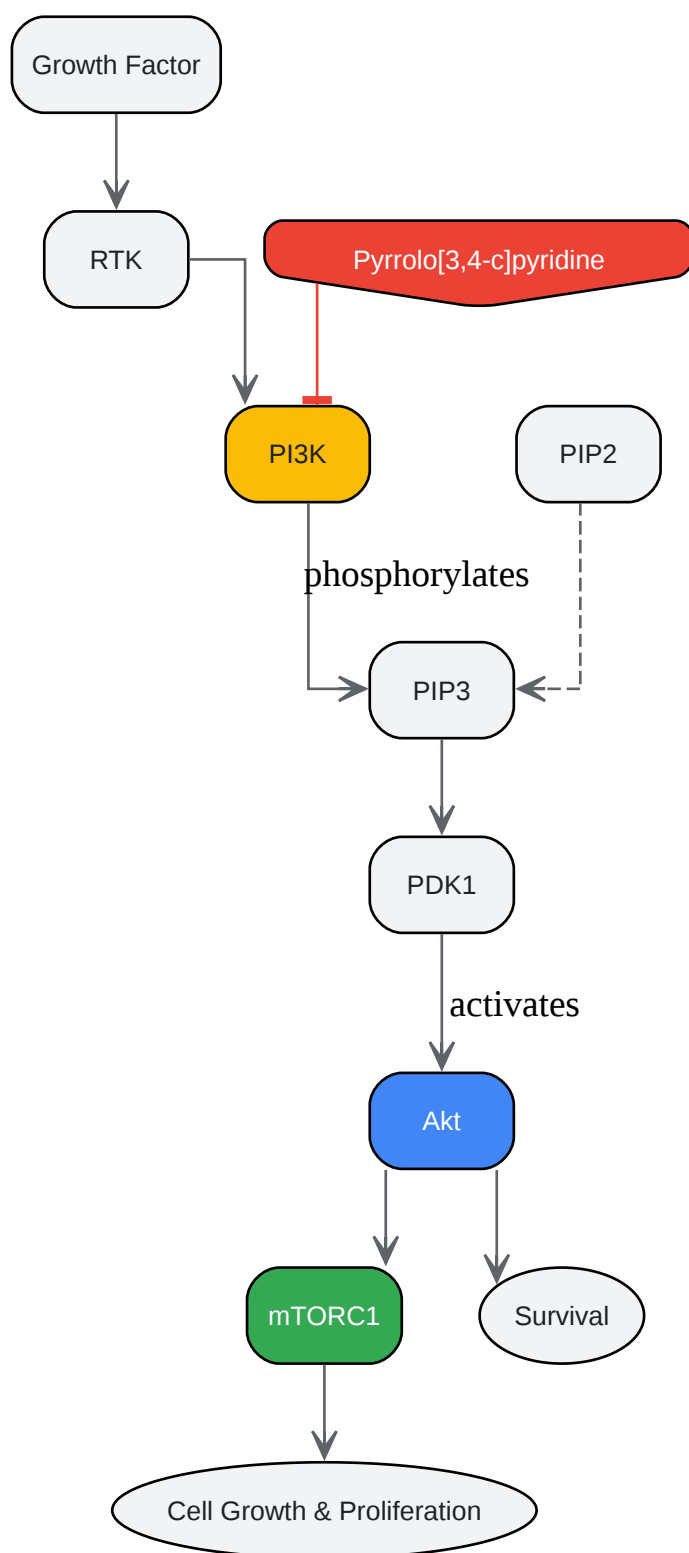 Growth Factor
RTK
Pyrrolo[3,4-c]pyridine
PI3K
PIP2
phosphorylates
PIP3
PDK1
activates
Akt
mTORC1
Survival
Cell Growth & Proliferation